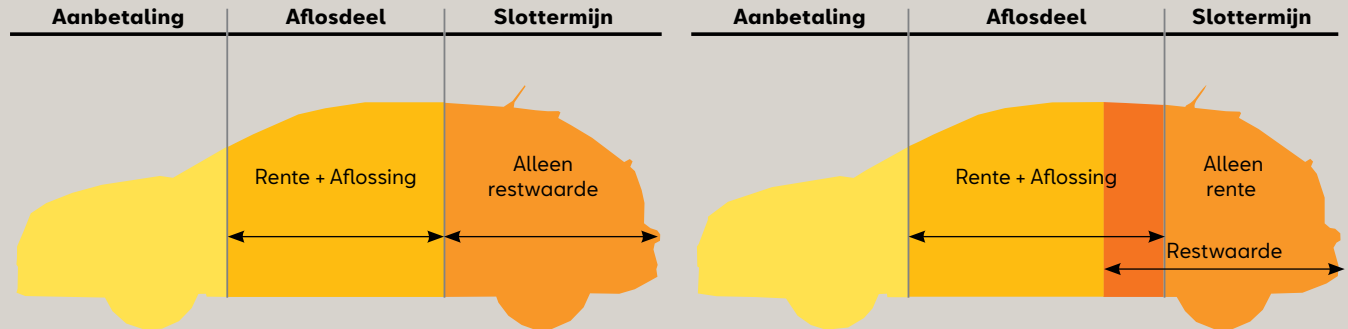 Aanbetaling Aflosdeel Slottermijn
Rente + Aflossing
Alleen
restwaarde
Aanbetaling Aflosdeel Slottermijn
Rente + Aflossing
Alleen
rente
Restwaarde